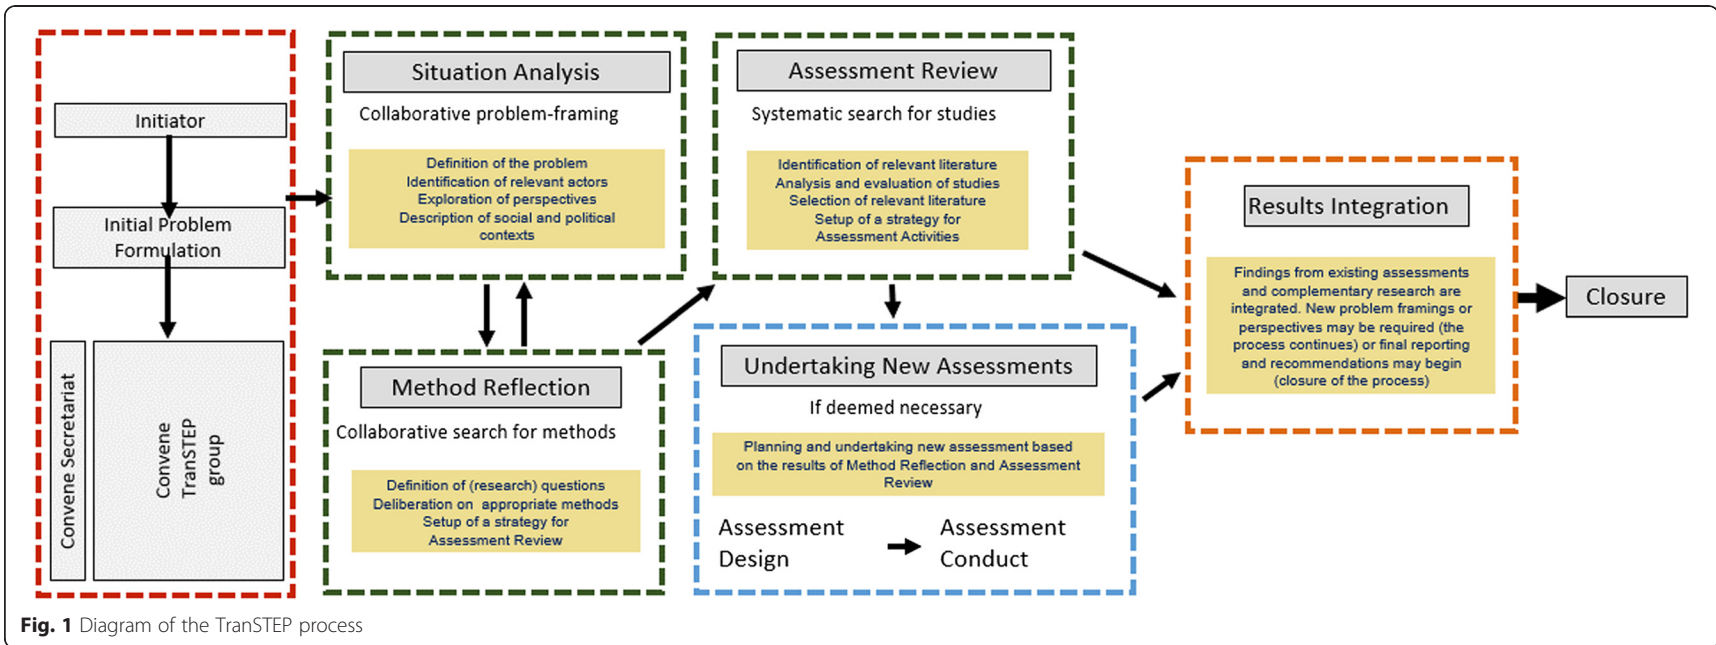 Initiator
Initial Problem
Formulation
Convene Secretariat
Convene
TranSTEP
group
Situation Analysis
Collaborative problem-framing
Definition of the problem
Identification of relevant actors
Exploration of perspectives
Description of social and political
contexts
Method Reflection
Collaborative search for methods
Definition of (research) questions
Deliberation on appropriate methods
Setup of a strategy for
Assessment Review
Assessment Review
Systematic search for studies
Identification of relevant literature
Analysis and evaluation of studies
Selection of relevant literature
Setup of a strategy for
Assessment Activities
Undertaking New Assessments
If deemed necessary
Planning and undertaking new assessment based
on the results of Method Reflection and Assessment
Review
Assessment
Design
Assessment
Conduct
Results Integration
Findings from existing assessments
and complementary research are
integrated. New problem framings or
perspectives may be required (the
process continues) or final reporting
and recommendations may begin
(closure of the process)
Closure
Fig. 1 Diagram of the TranSTEP process